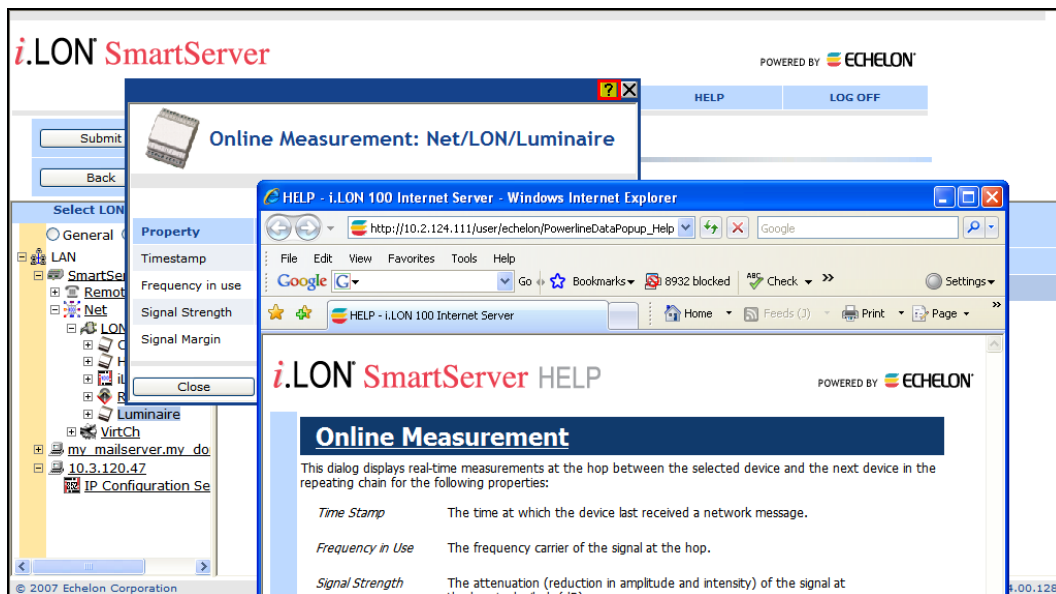 i.LON SmartServer
POWERED BY ECHELON
HELP LOG OFF
Submit
Back
Select LON
General
LAN
SmartSer
Remot
Net
LON
C
H
iL
R
Luminaire
VirtCh
my_mailserver.my_do
10.3.120.47
IP Configuration Se
© 2007 Echelon Corporation
4.00.128
? X
Online Measurement: Net/LON/Luminaire
Property
Timestamp
Frequency in use
Signal Strength
Signal Margin
Close
HELP - i.LON 100 Internet Server - Windows Internet Explorer
http://10.2.124.111/user/echelon/PowerlineDataPopup_Help
Google
File Edit View Favorites Tools Help
Google G Go Bookmarks 8932 blocked ABC Check >> Settings
HELP - i.LON 100 Internet Server Home Feeds (J) Print Page >>
i.LON SmartServer HELP
POWERED BY ECHELON
Online Measurement
This dialog displays real-time measurements at the hop between the selected device and the next device in the
repeating chain for the following properties:
Time Stamp The time at which the device last received a network message.
Frequency in Use The frequency carrier of the signal at the hop.
Signal Strength The attenuation (reduction in amplitude and intensity) of the signal at